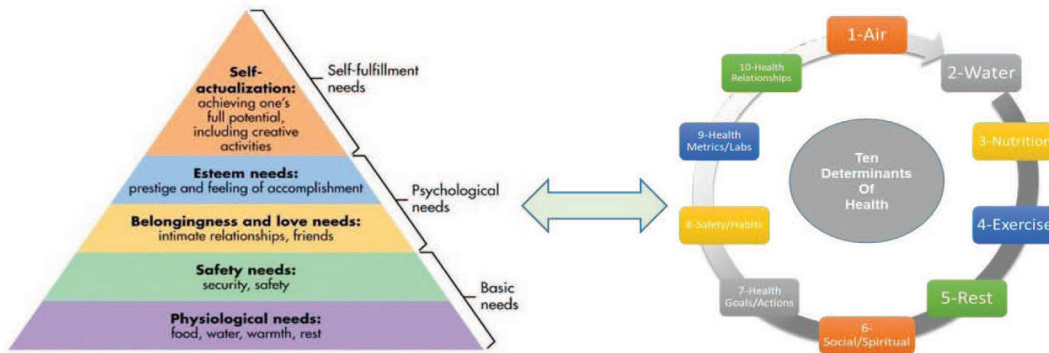 Self-
actualization:
achieving one's
full potential,
including creative
activities
Esteem needs:
prestige and feeling of accomplishment
Belongingness and love needs:
intimate relationships, friends
Safety needs:
security, safety
Physiological needs:
food, water, warmth, rest
Self-fulfillment
needs
Psychological
needs
Basic
needs
1-Air
2-Water
3-Nutrition
4-Exercise
5-Rest
6-
Social/Spiritual
7-Health
Goals/Actions
8-Safety/Habits
9-Health
Metrics/Labs
10-Health
Relationships
Ten
Determinants
Of
Health